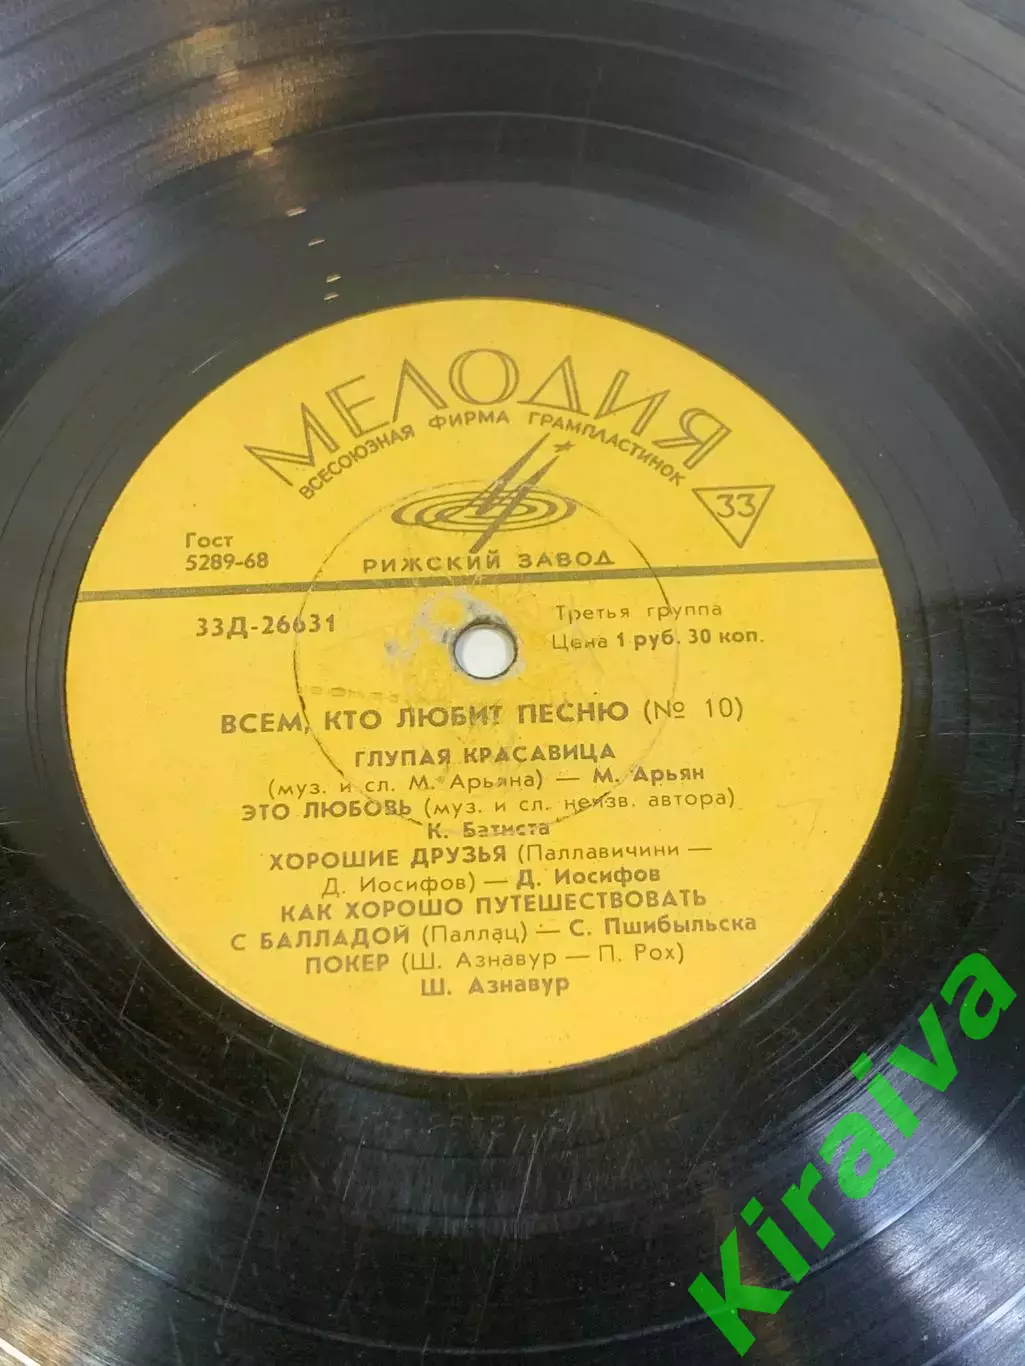 МЕЛОДИЯ
ВСЕСОЮЗНАЯ ФИРМА ГРАМПЛАСТИНОК
33
Гост
5289-68
РИЖСКИЙ ЗАВОД
33Д-26631
Третья группа
Цена 1 руб. 30 коп.
ВСЕМ, КТО ЛЮБИТ ПЕСНЮ (№ 10)
ГЛУПАЯ КРАСАВИЦА
(муз. и сл. М. Арьяна) — М. Арьян
ЭТО ЛЮБОВЬ (муз. и сл. неизв. автора)
К. Батиста
ХОРОШИЕ ДРУЗЬЯ (Паллавичини —
Д. Иосифов) — Д. Иосифов
КАК ХОРОШО ПУТЕШЕСТВОВАТЬ
С БАЛЛАДОЙ (Паллац) — С. Пшибыльска
ПОКЕР (Ш. Азнавур — П. Рох)
Ш. Азнавур
Kiraiva